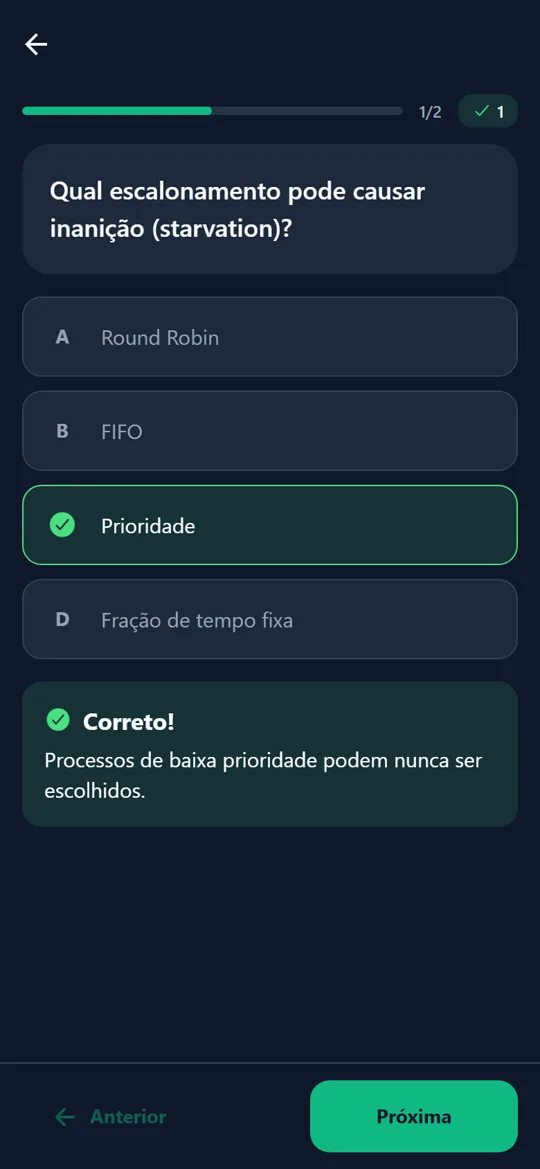 1/2
1
Qual escalonamento pode causar
inanição (starvation)?
A Round Robin
B FIFO
Prioridade
D Fração de tempo fixa
Correto!
Processos de baixa prioridade podem nunca ser
escolhidos.
Anterior
Próxima